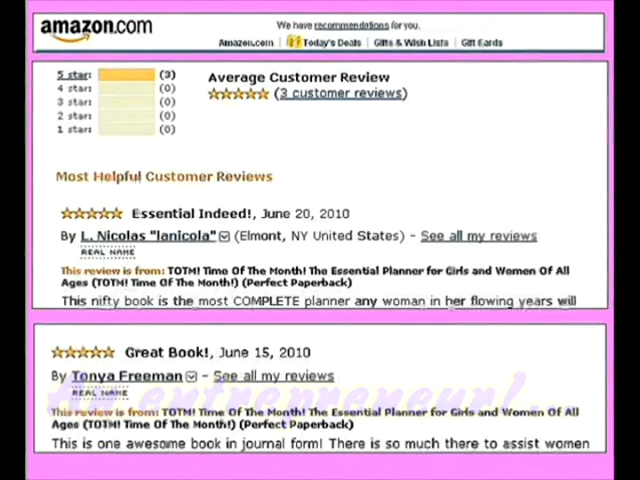 amazon.com
We have recommendations for you.
Amazon.com | Today's Deals | Gifts & Wish Lists | Gift Cards
5 star: (3)
4 star: (0)
3 star: (0)
2 star: (0)
1 star: (0)
Average Customer Review
(3 customer reviews)
Most Helpful Customer Reviews
Essential Indeed!, June 20, 2010
By L. Nicolas "lanicola" (Elmont, NY United States) - See all my reviews
REAL NAME
This review is from: TOTM! Time Of The Month! The Essential Planner for Girls and Women Of All
Ages (TOTM! Time Of The Month!) (Perfect Paperback)
This nifty book is the most COMPLETE planner any woman in her flowing years will
Great Book!, June 15, 2010
By Tonya Freeman - See all my reviews
REAL NAME
entrepreneur!
This review is from: TOTM! Time Of The Month! The Essential Planner for Girls and Women Of All
Ages (TOTM! Time Of The Month!) (Perfect Paperback)
This is one awesome book in journal form! There is so much there to assist women